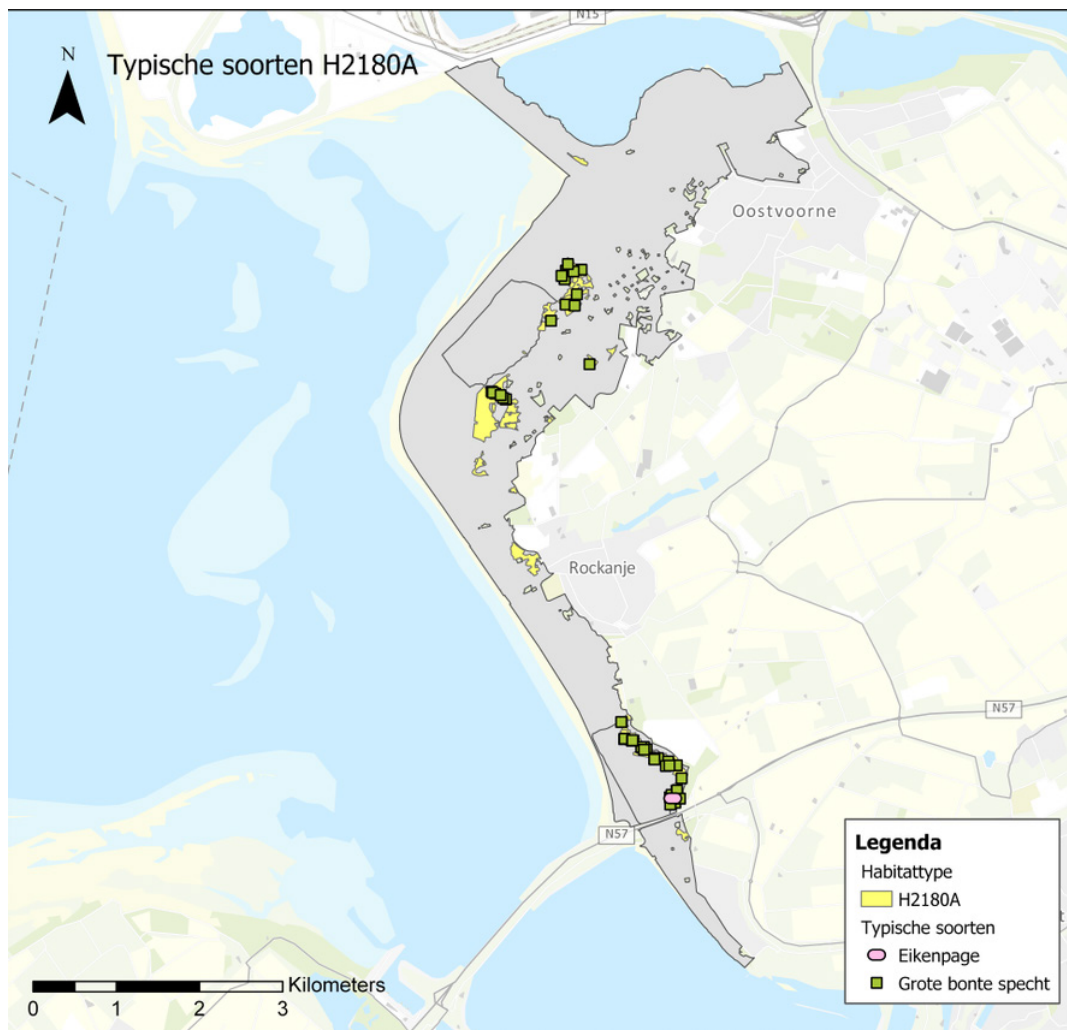 N15
N
Typische soorten H2180A
Oostvoorne
Rockanje
N57
N57
Legenda
Habitattype
H2180A
Typische soorten
Eikenpage
Grote bonte specht
Kilometers
0 1 2 3